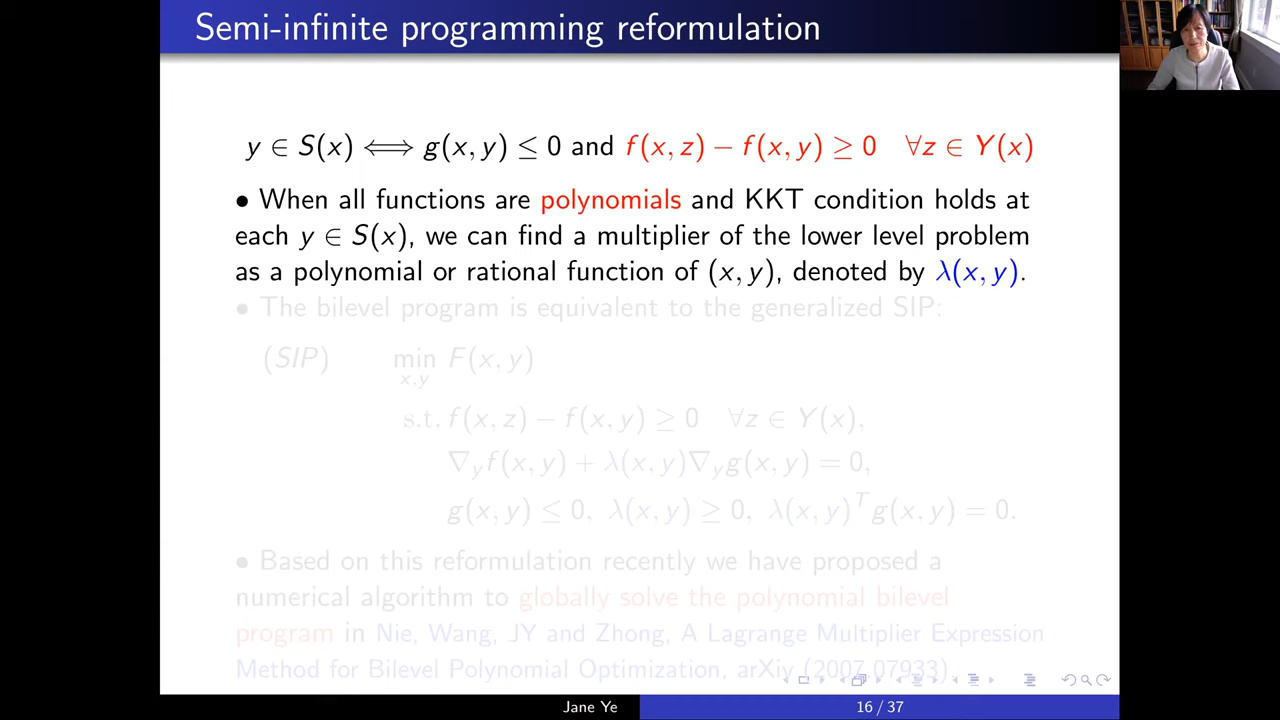 Semi-infinite programming reformulation
y ∈ S(x) ⟺ g(x, y) ≤ 0 and f(x, z) − f(x, y) ≥ 0 ∀z ∈ Y(x)
• When all functions are polynomials and KKT condition holds at
each y ∈ S(x), we can find a multiplier of the lower level problem
as a polynomial or rational function of (x, y), denoted by λ(x, y).
• The bilevel program is equivalent to the generalized SIP:
(SIP) min F(x, y)
x,y
s.t. f(x, z) − f(x, y) ≥ 0 ∀z ∈ Y(x),
∇yf(x, y) + λ(x, y)∇yg(x, y) = 0,
g(x, y) ≤ 0, λ(x, y) ≥ 0, λ(x, y)ᵀg(x, y) = 0.
• Based on this reformulation recently we have proposed a
numerical algorithm to globally solve the polynomial bilevel
program in Nie, Wang, JY and Zhong, A Lagrange Multiplier Expression
Method for Bilevel Polynomial Optimization, arXiv (2007.07933).
Jane Ye 16 / 37